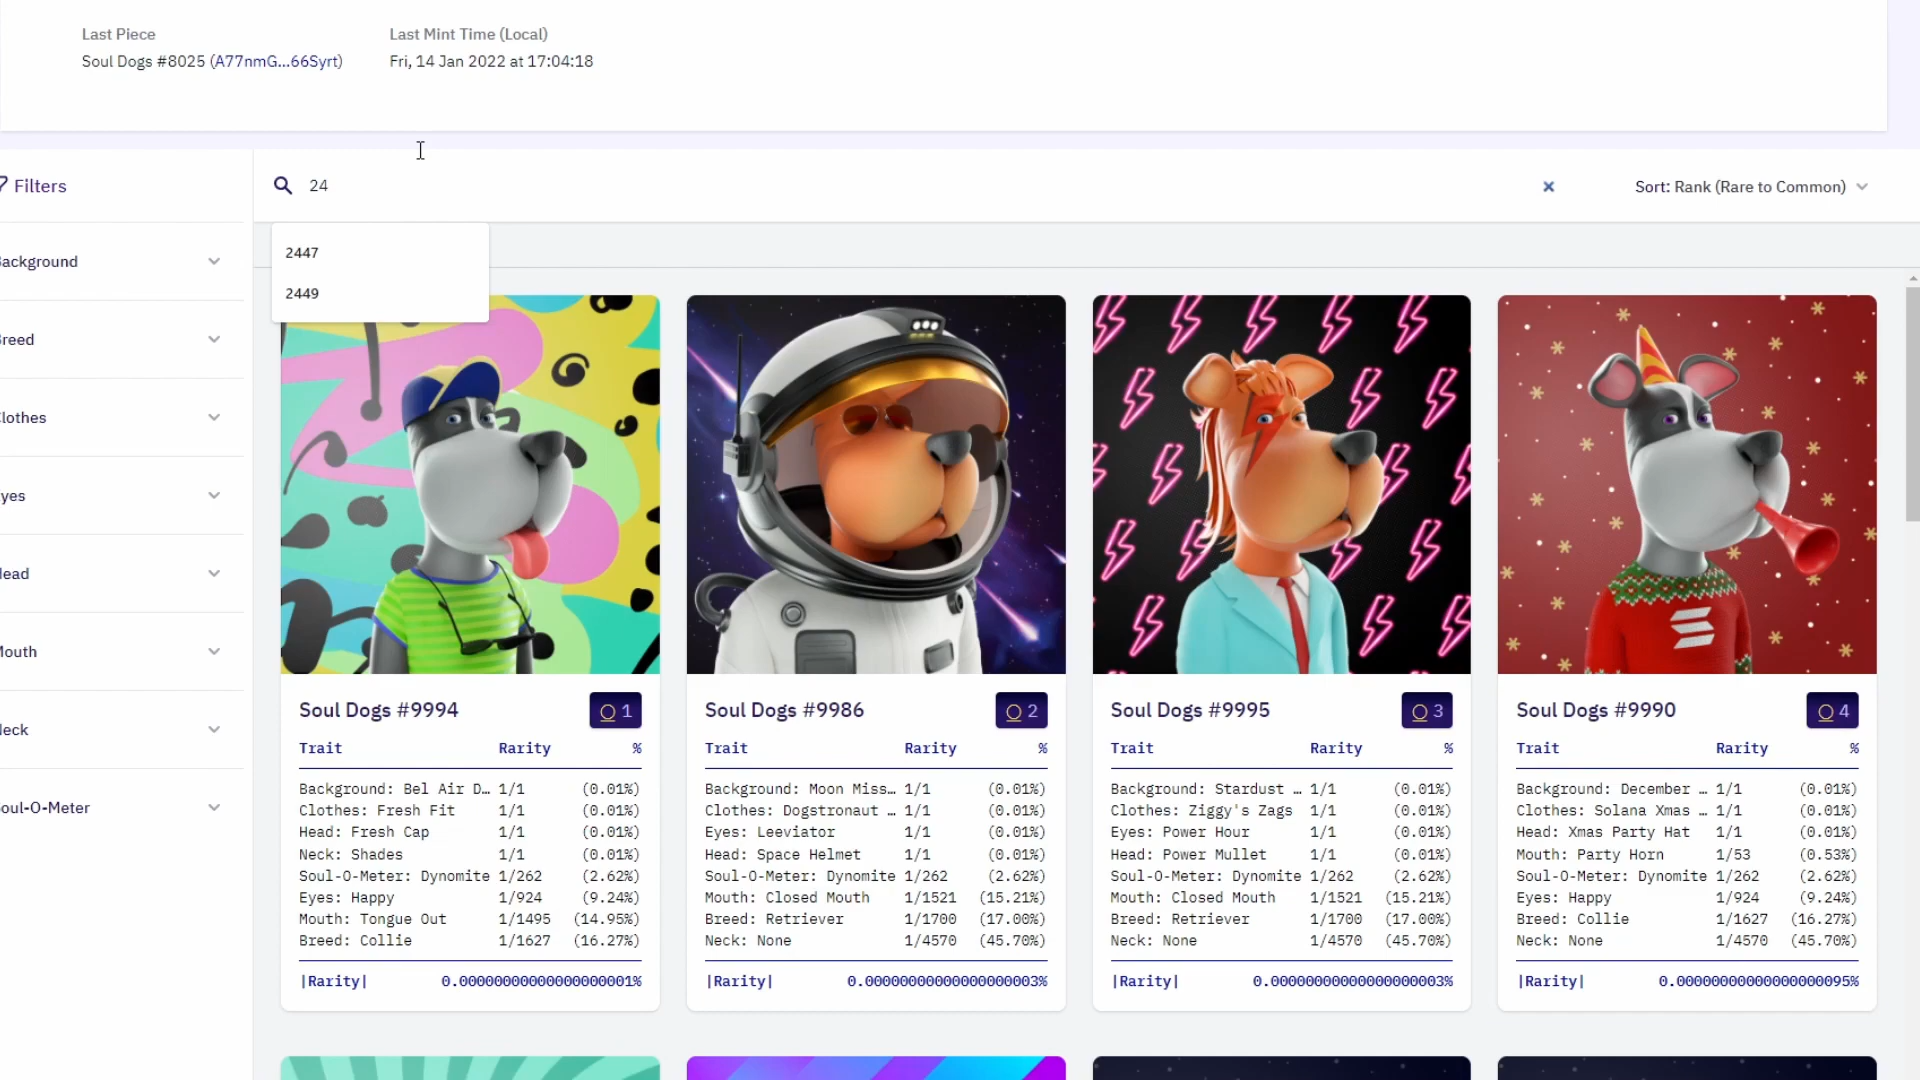 Last Piece
Last Mint Time (Local)
Soul Dogs #8025 (A77nmG...66Syrt)
Fri, 14 Jan 2022 at 17:04:18
Filters
24
Sort: Rank (Rare to Common)
2447
2449
Background
Breed
Clothes
Eyes
Head
Mouth
Neck
Soul-O-Meter
Soul Dogs #9994
1
Trait Rarity %
Background: Bel Air D… 1/1 (0.01%)
Clothes: Fresh Fit 1/1 (0.01%)
Head: Fresh Cap 1/1 (0.01%)
Neck: Shades 1/1 (0.01%)
Soul-O-Meter: Dynomite 1/262 (2.62%)
Eyes: Happy 1/924 (9.24%)
Mouth: Tongue Out 1/1495 (14.95%)
Breed: Collie 1/1627 (16.27%)
|Rarity| 0.00000000000000000001%
Soul Dogs #9986
2
Trait Rarity %
Background: Moon Miss… 1/1 (0.01%)
Clothes: Dogstronaut … 1/1 (0.01%)
Eyes: Leeviator 1/1 (0.01%)
Head: Space Helmet 1/1 (0.01%)
Soul-O-Meter: Dynomite 1/262 (2.62%)
Mouth: Closed Mouth 1/1521 (15.21%)
Breed: Retriever 1/1700 (17.00%)
Neck: None 1/4570 (45.70%)
|Rarity| 0.00000000000000000003%
Soul Dogs #9995
3
Trait Rarity %
Background: Stardust … 1/1 (0.01%)
Clothes: Ziggy's Zags 1/1 (0.01%)
Eyes: Power Hour 1/1 (0.01%)
Head: Power Mullet 1/1 (0.01%)
Soul-O-Meter: Dynomite 1/262 (2.62%)
Mouth: Closed Mouth 1/1521 (15.21%)
Breed: Retriever 1/1700 (17.00%)
Neck: None 1/4570 (45.70%)
|Rarity| 0.00000000000000000003%
Soul Dogs #9990
4
Trait Rarity %
Background: December … 1/1 (0.01%)
Clothes: Solana Xmas … 1/1 (0.01%)
Head: Xmas Party Hat 1/1 (0.01%)
Mouth: Party Horn 1/53 (0.53%)
Soul-O-Meter: Dynomite 1/262 (2.62%)
Eyes: Happy 1/924 (9.24%)
Breed: Collie 1/1627 (16.27%)
Neck: None 1/4570 (45.70%)
|Rarity| 0.00000000000000000095%